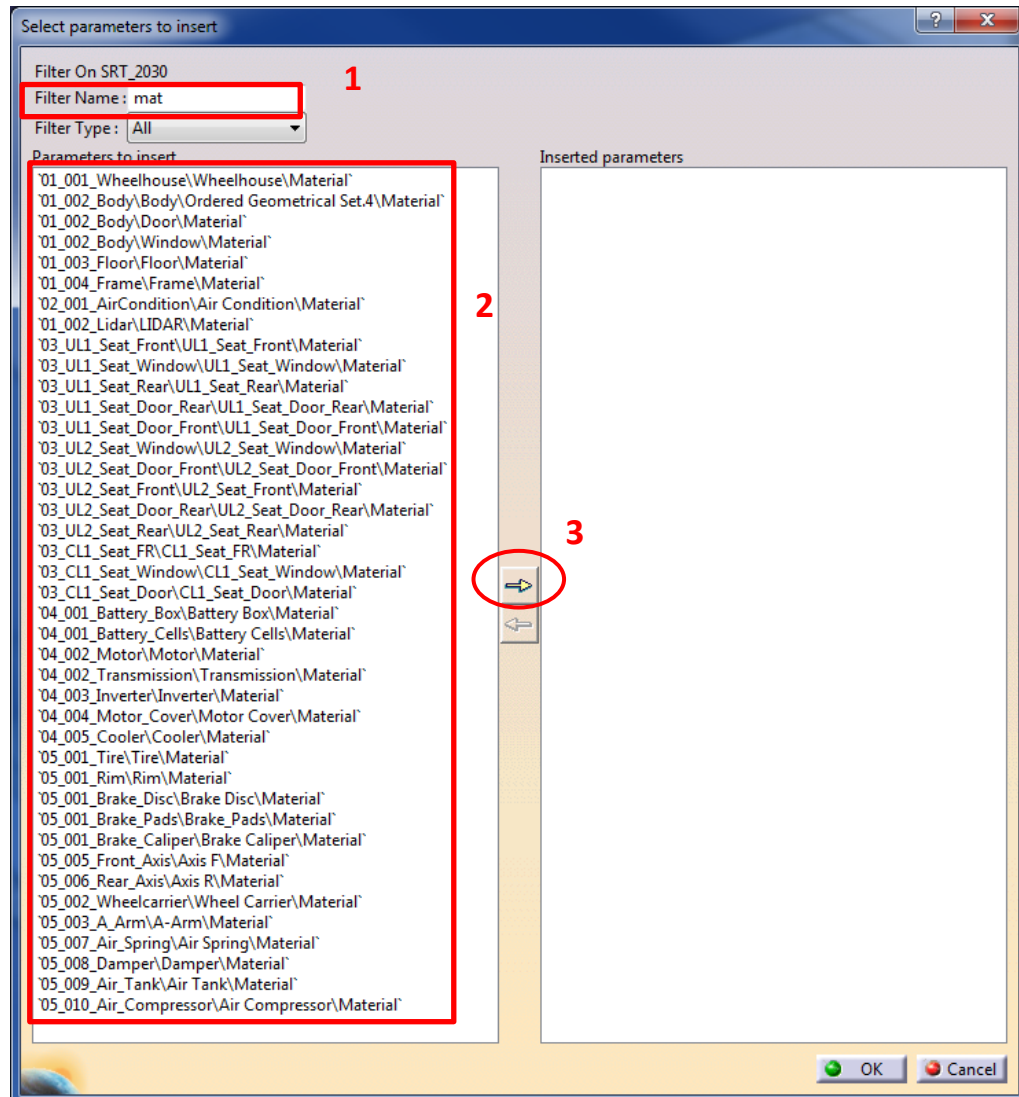 Select parameters to insert
?
X
Filter On SRT_2030
1
Filter Name : mat
Filter Type : All
Parameters to insert
Inserted parameters
`01_001_Wheelhouse\Wheelhouse\Material`
`01_002_Body\Body\Ordered Geometrical Set.4\Material`
`01_002_Body\Door\Material`
`01_002_Body\Window\Material`
`01_003_Floor\Floor\Material`
`01_004_Frame\Frame\Material`
`02_001_AirCondition\Air Condition\Material`
2
`01_002_Lidar\LIDAR\Material`
`03_UL1_Seat_Front\UL1_Seat_Front\Material`
`03_UL1_Seat_Window\UL1_Seat_Window\Material`
`03_UL1_Seat_Rear\UL1_Seat_Rear\Material`
`03_UL1_Seat_Door_Rear\UL1_Seat_Door_Rear\Material`
`03_UL1_Seat_Door_Front\UL1_Seat_Door_Front\Material`
`03_UL2_Seat_Window\UL2_Seat_Window\Material`
`03_UL2_Seat_Door_Front\UL2_Seat_Door_Front\Material`
`03_UL2_Seat_Front\UL2_Seat_Front\Material`
`03_UL2_Seat_Door_Rear\UL2_Seat_Door_Rear\Material`
`03_UL2_Seat_Rear\UL2_Seat_Rear\Material`
3
`03_CL1_Seat_FR\CL1_Seat_FR\Material`
`03_CL1_Seat_Window\CL1_Seat_Window\Material`
`03_CL1_Seat_Door\CL1_Seat_Door\Material`
`04_001_Battery_Box\Battery Box\Material`
`04_001_Battery_Cells\Battery Cells\Material`
`04_002_Motor\Motor\Material`
`04_002_Transmission\Transmission\Material`
`04_003_Inverter\Inverter\Material`
`04_004_Motor_Cover\Motor Cover\Material`
`04_005_Cooler\Cooler\Material`
`05_001_Tire\Tire\Material`
`05_001_Rim\Rim\Material`
`05_001_Brake_Disc\Brake Disc\Material`
`05_001_Brake_Pads\Brake_Pads\Material`
`05_001_Brake_Caliper\Brake Caliper\Material`
`05_005_Front_Axis\Axis F\Material`
`05_006_Rear_Axis\Axis R\Material`
`05_002_Wheelcarrier\Wheel Carrier\Material`
`05_003_A_Arm\A-Arm\Material`
`05_007_Air_Spring\Air Spring\Material`
`05_008_Damper\Damper\Material`
`05_009_Air_Tank\Air Tank\Material`
`05_010_Air_Compressor\Air Compressor\Material`
OK
Cancel